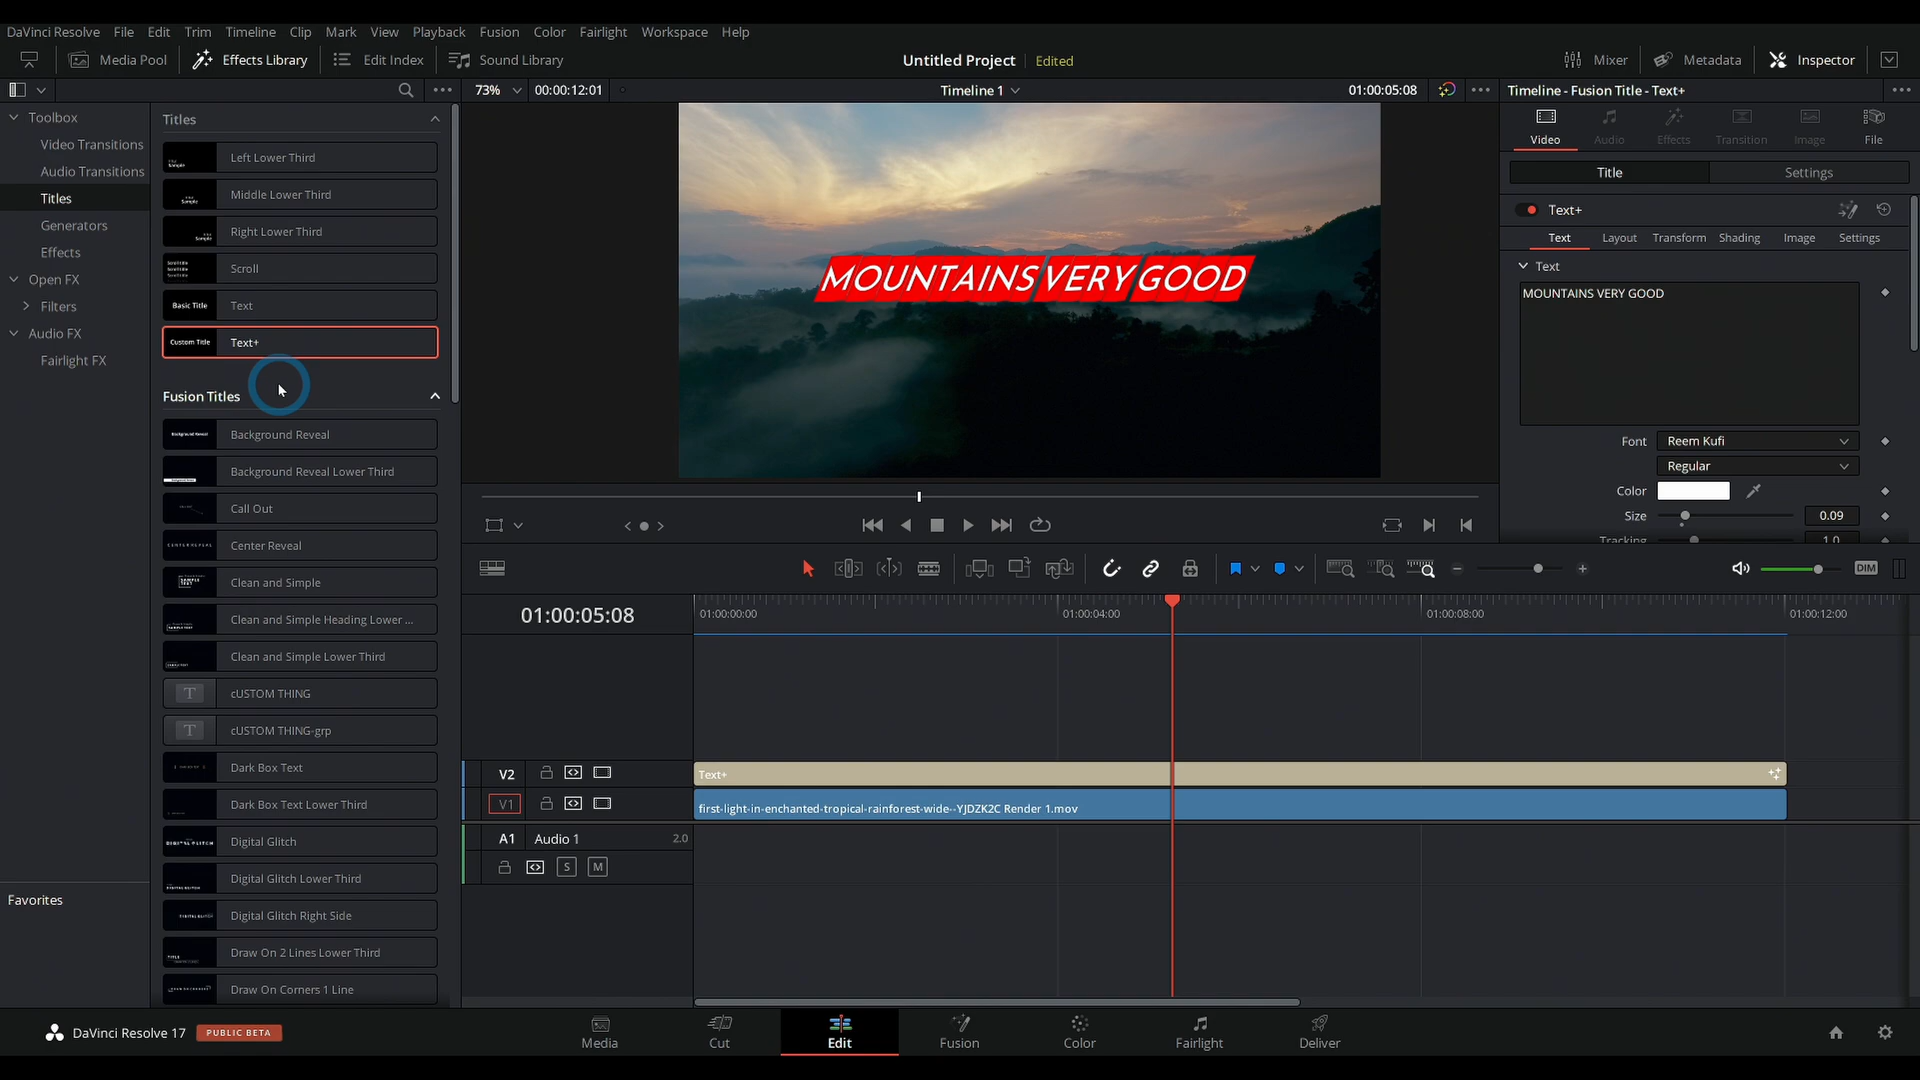 DaVinci Resolve File Edit Trim Timeline Clip Mark View Playback Fusion Color Fairlight Workspace Help
Media Pool Effects Library Edit Index Sound Library Untitled Project Edited Mixer Metadata Inspector
73% 00:00:12:01 Timeline 1 01:00:05:08 Timeline - Fusion Title - Text+
Toolbox
Video Transitions
Audio Transitions
Titles
Generators
Effects
Open FX
Filters
Audio FX
Fairlight FX
Favorites
Titles
Left Lower Third
Middle Lower Third
Right Lower Third
Scroll
Basic Title Text
Custom Title Text+
Fusion Titles
Background Reveal
Background Reveal Lower Third
Call Out
Center Reveal
Clean and Simple
Clean and Simple Heading Lower ...
Clean and Simple Lower Third
T cUSTOM THING
T cUSTOM THING-grp
Dark Box Text
Dark Box Text Lower Third
Digital Glitch
Digital Glitch Lower Third
Digital Glitch Right Side
Draw On 2 Lines Lower Third
Draw On Corners 1 Line
MOUNTAINS VERY GOOD
Video Audio Effects Transition Image File
Title Settings
Text+
Text Layout Transform Shading Image Settings
Text
MOUNTAINS VERY GOOD
Font Reem Kufi
Regular
Color
Size 0.09
Tracking 1.0
DIM
01:00:05:08 01:00:00:00 01:00:04:00 01:00:08:00 01:00:12:00
V2 Text+
V1 first-light-in-enchanted-tropical-rainforest-wide--YJDZK2C Render 1.mov
A1 Audio 1 2.0
S M
DaVinci Resolve 17 PUBLIC BETA
Media Cut Edit Fusion Color Fairlight Deliver